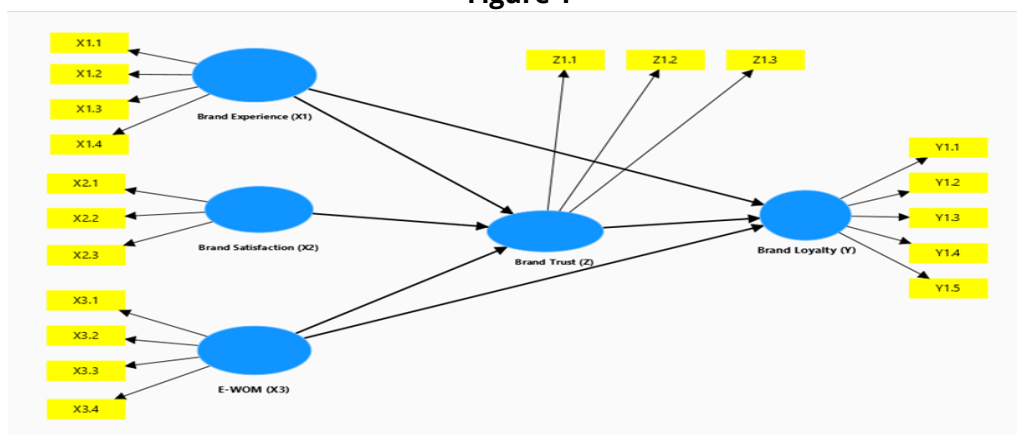 X1.1
X1.2
X1.3
X1.4
Brand Experience (X1)
X2.1
X2.2
X2.3
Brand Satisfaction (X2)
X3.1
X3.2
X3.3
X3.4
E-WOM (X3)
Z1.1
Z1.2
Z1.3
Brand Trust (Z)
Y1.1
Y1.2
Y1.3
Y1.4
Y1.5
Brand Loyalty (Y)